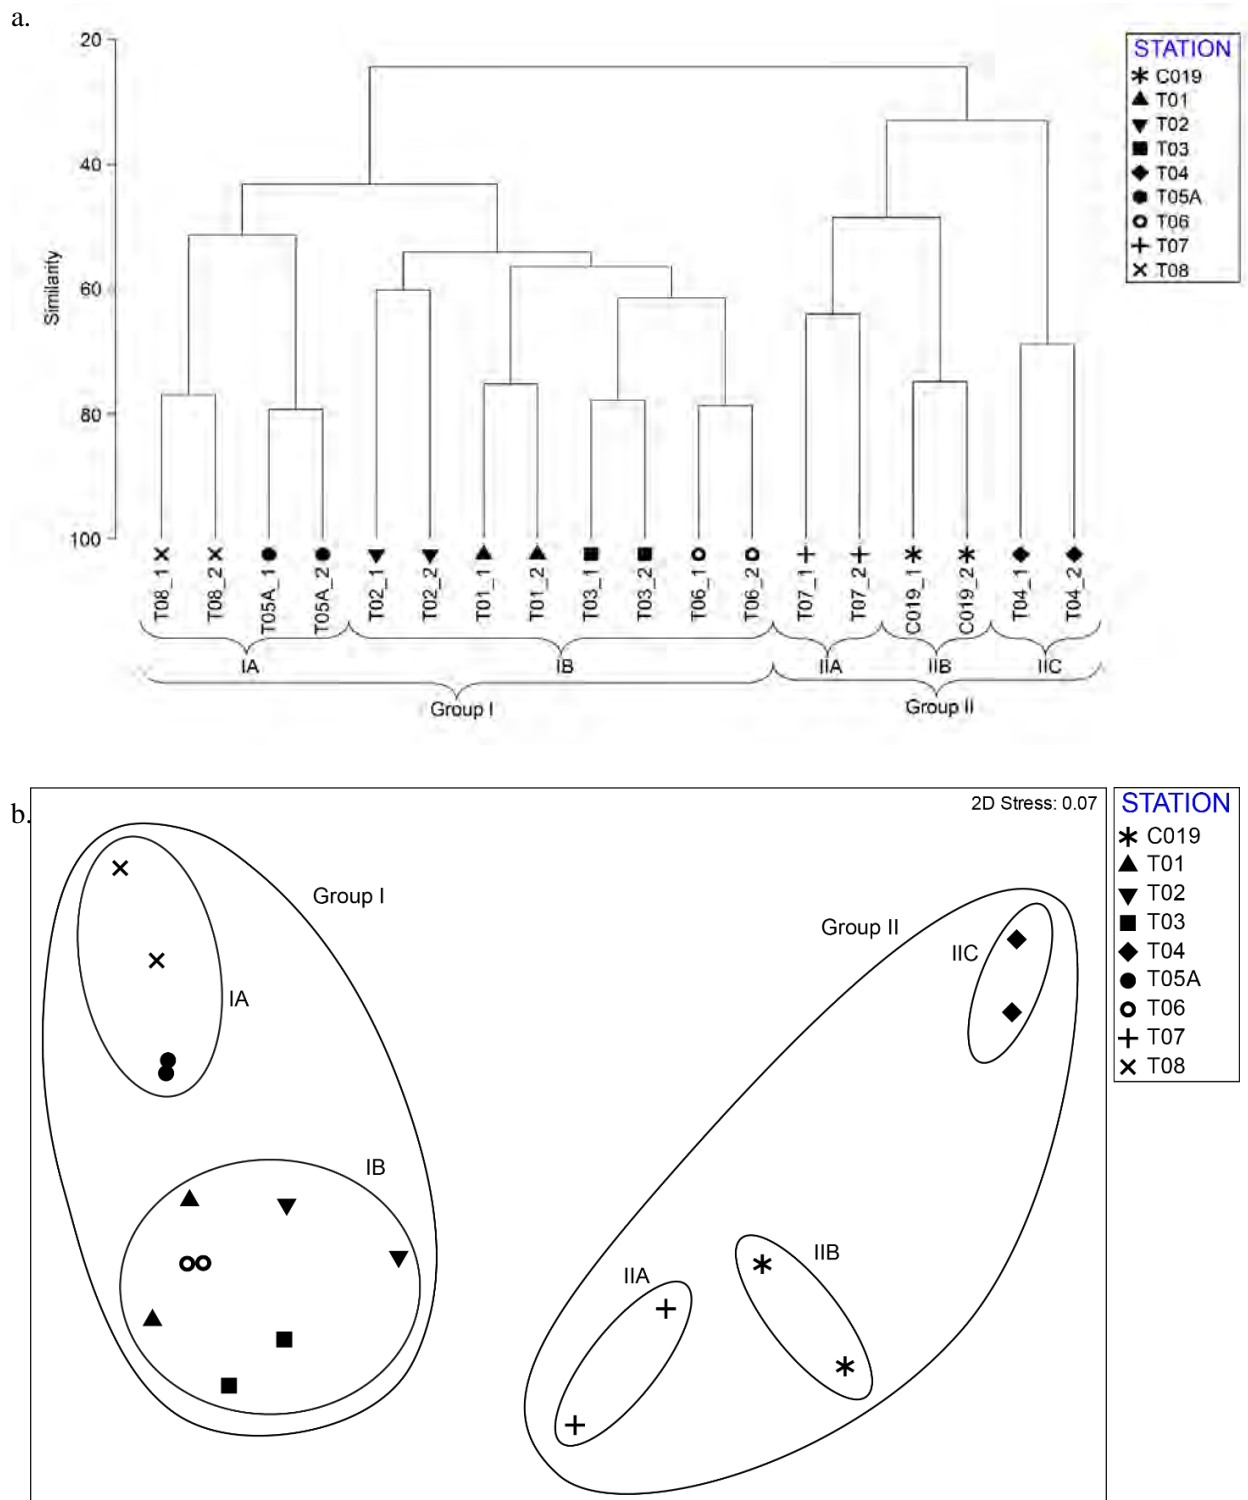 a.
20
40
60
80
100
Similarity
STATION
C019
T01
T02
T03
T04
T05A
T06
T07
T08
T08_1
T08_2
T05A_1
T05A_2
T02_1
T02_2
T01_1
T01_2
T03_1
T03_2
T06_1
T06_2
T07_1
T07_2
C019_1
C019_2
T04_1
T04_2
IA
IB
IIA
IIB
IIC
Group I
Group II
b.
2D Stress: 0.07
STATION
C019
T01
T02
T03
T04
T05A
T06
T07
T08
Group I
Group II
IIC
IA
IB
IIB
IIA